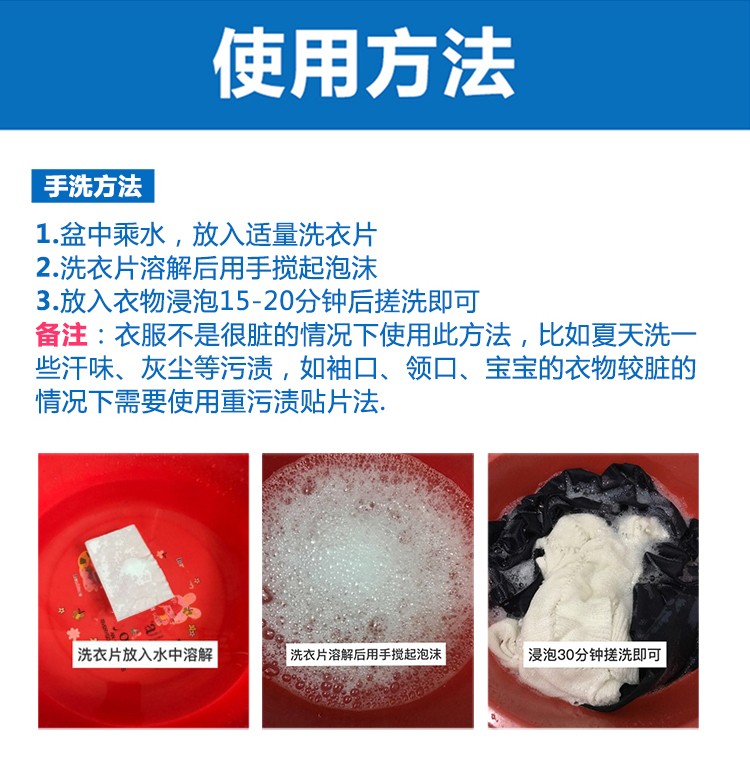 使用方法
手洗方法
1.盆中乘水，放入适量洗衣片
2.洗衣片溶解后用手搅起泡沫
3.放入衣物浸泡15-20分钟后搓洗即可
备注：衣服不是很脏的情况下使用此方法，比如夏天洗一
些汗味、灰尘等污渍，如袖口、领口、宝宝的衣物较脏的
情况下需要使用重污渍贴片法.
洗衣片放入水中溶解
洗衣片溶解后用手搅起泡沫
浸泡30分钟搓洗即可